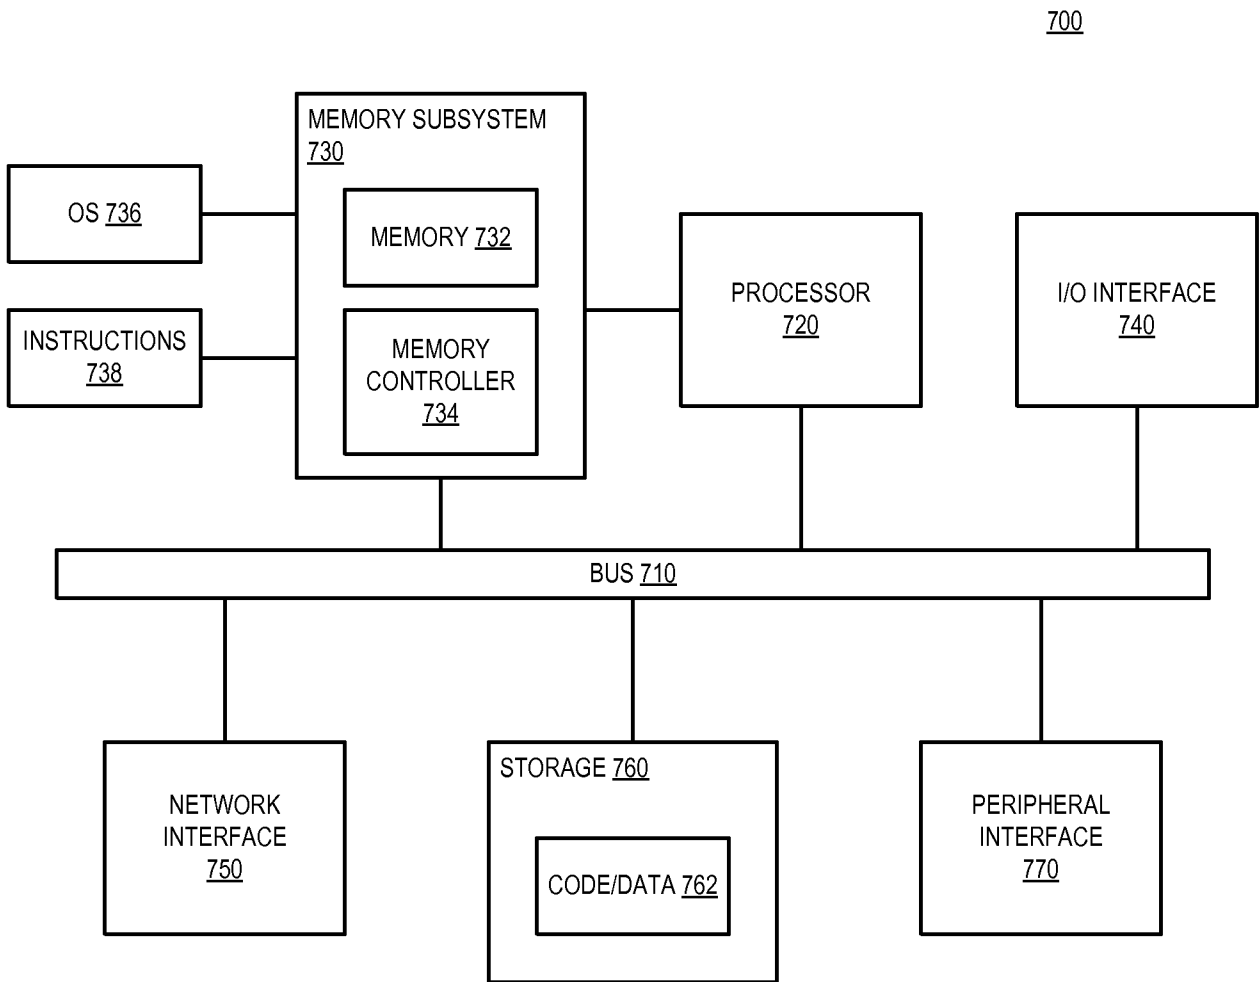 700
MEMORY SUBSYSTEM
730
OS 736
MEMORY 732
PROCESSOR
720
I/O INTERFACE
740
INSTRUCTIONS
738
MEMORY
CONTROLLER
734
BUS 710
NETWORK
INTERFACE
750
STORAGE 760
CODE/DATA 762
PERIPHERAL
INTERFACE
770